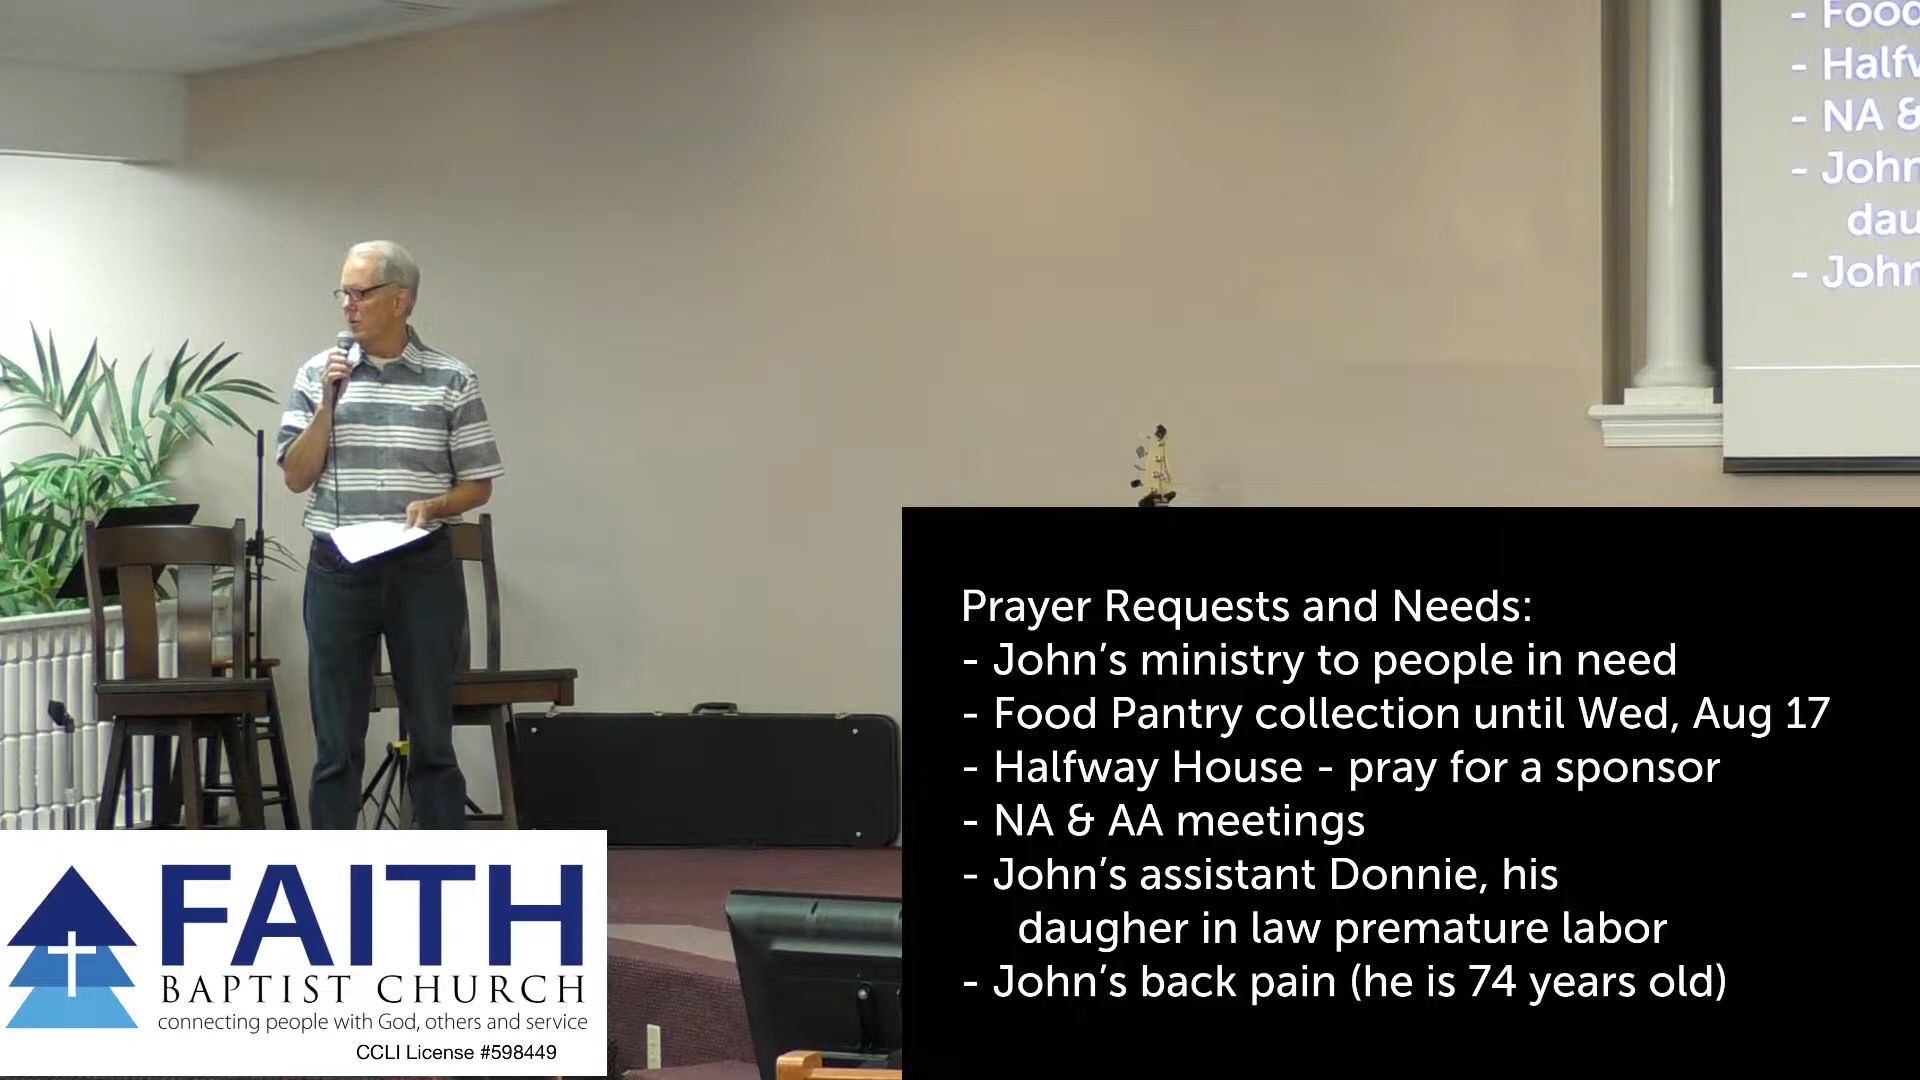 - Food
- Half
- NA &
- John
dau
- John
Prayer Requests and Needs:
- John’s ministry to people in need
- Food Pantry collection until Wed, Aug 17
- Halfway House - pray for a sponsor
- NA & AA meetings
- John’s assistant Donnie, his
daugher in law premature labor
- John’s back pain (he is 74 years old)
FAITH
BAPTIST CHURCH
connecting people with God, others and service
CCLI License #598449